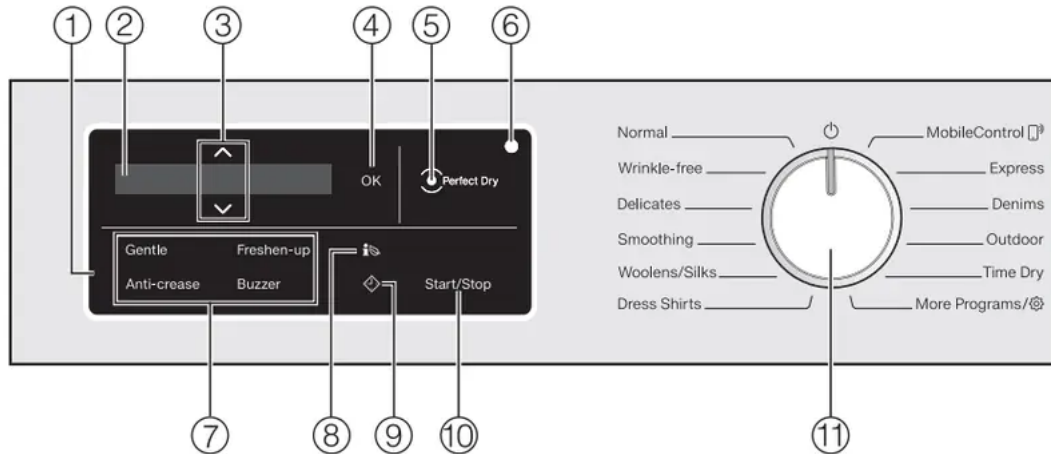 ① ② ③ ④ ⑤ ⑥
OK
Perfect Dry
Gentle Freshen-up
Anti-crease Buzzer
Start/Stop
Normal MobileControl
Wrinkle-free Express
Delicates Denims
Smoothing Outdoor
Woolens/Silks Time Dry
Dress Shirts More Programs/
⑦ ⑧ ⑨ ⑩ ⑪